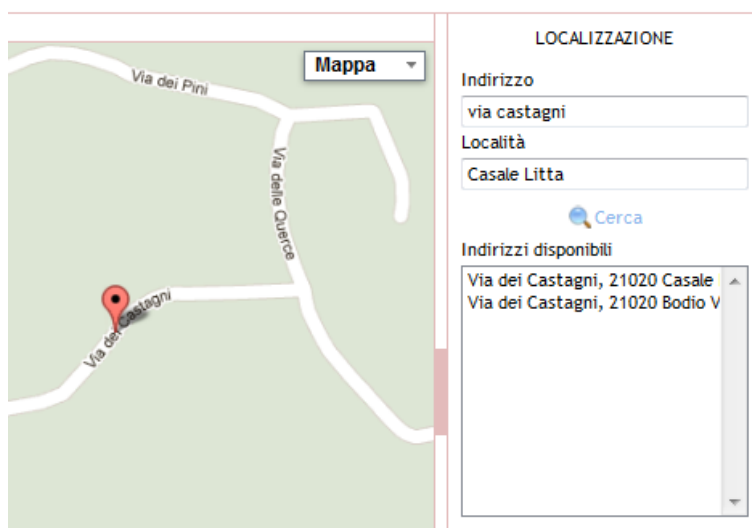 Mappa
Via dei Pini
Via delle Querce
Via dei Castagni
LOCALIZZAZIONE
Indirizzo
via castagni
Località
Casale Litta
Cerca
Indirizzi disponibili
Via dei Castagni, 21020 Casale
Via dei Castagni, 21020 Bodio V